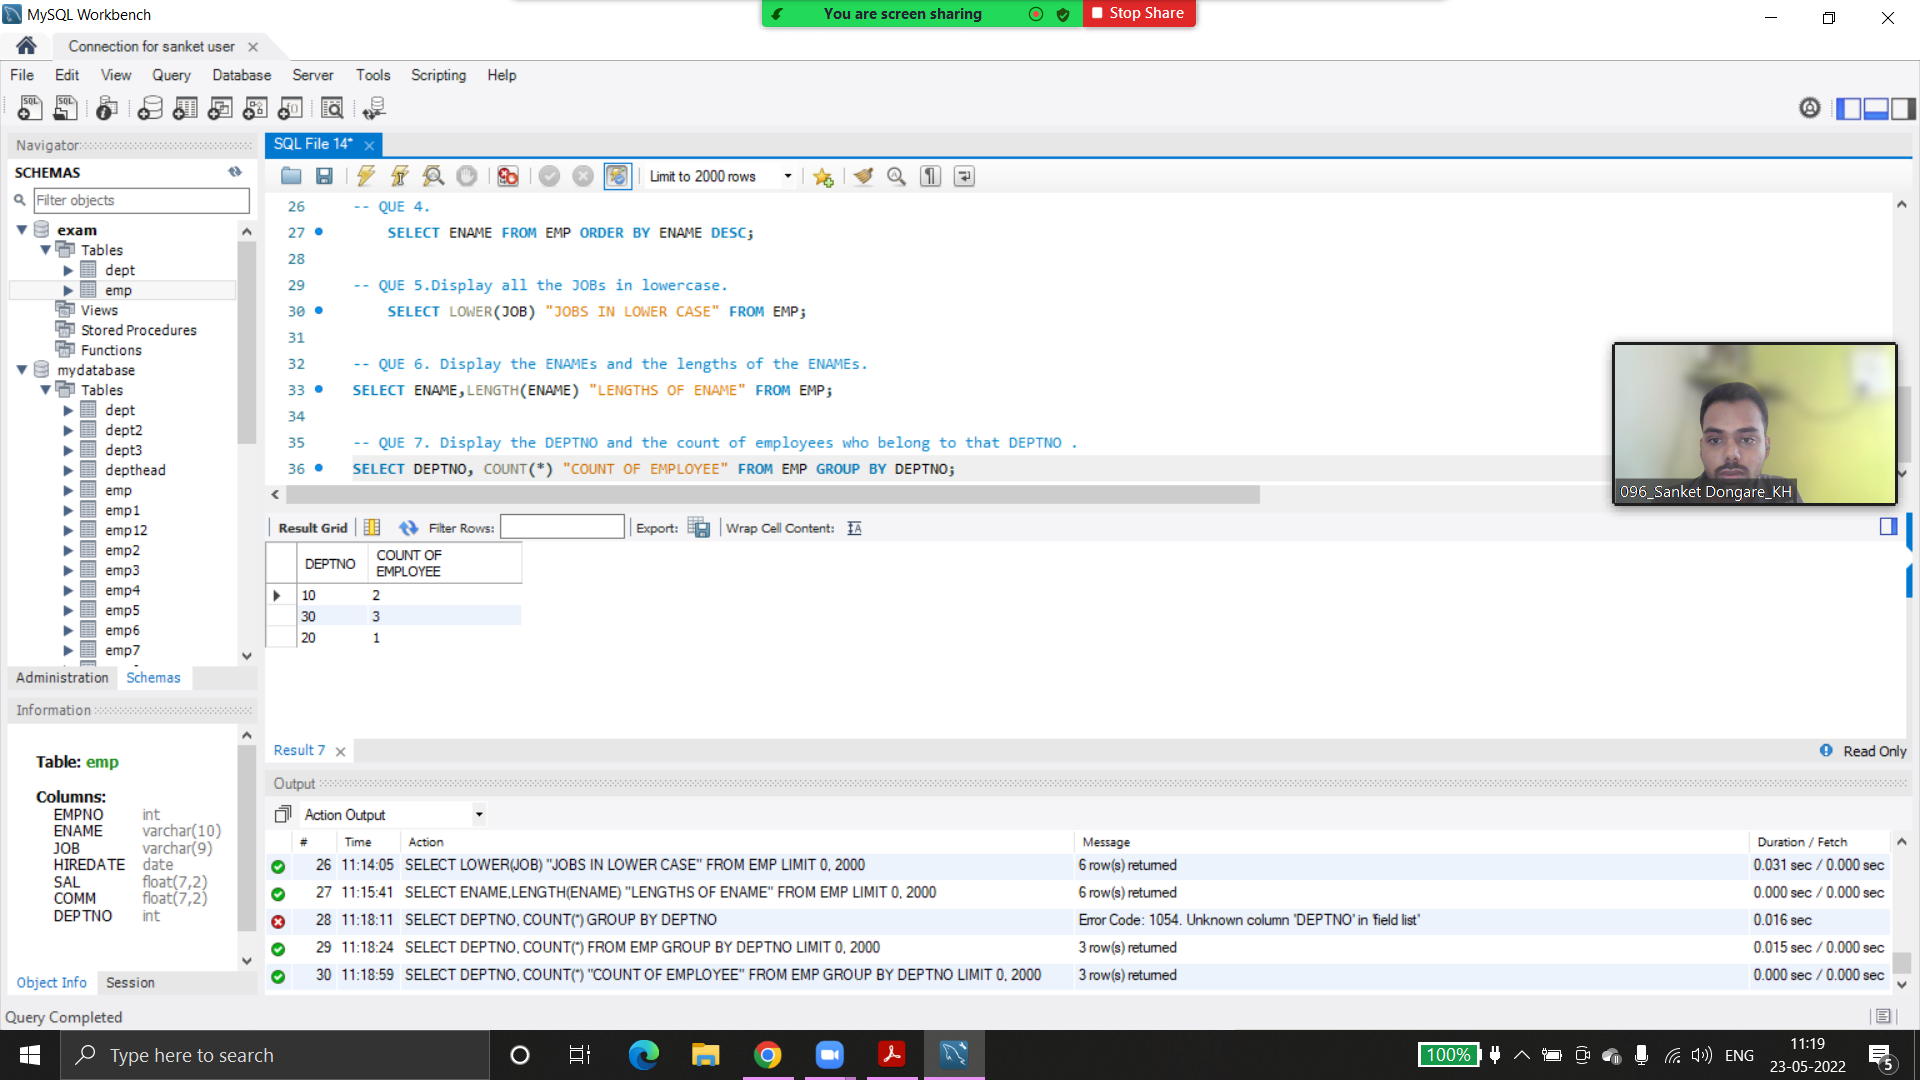 MySQL Workbench
You are screen sharing
Stop Share
Connection for sanket user
File Edit View Query Database Server Tools Scripting Help
Navigator
SCHEMAS
Filter objects
exam
Tables
dept
emp
Views
Stored Procedures
Functions
mydatabase
Tables
dept
dept2
dept3
depthead
emp
emp1
emp12
emp2
emp3
emp4
emp5
emp6
emp7
Administration Schemas
Information
Table: emp
Columns:
EMPNO int
ENAME varchar(10)
JOB varchar(9)
HIREDATE date
SAL float(7,2)
COMM float(7,2)
DEPTNO int
Object Info Session
Query Completed
SQL File 14*
Limit to 2000 rows
26 -- QUE 4.
27 SELECT ENAME FROM EMP ORDER BY ENAME DESC;
28
29 -- QUE 5.Display all the JOBs in lowercase.
30 SELECT LOWER(JOB) "JOBS IN LOWER CASE" FROM EMP;
31
32 -- QUE 6. Display the ENAMEs and the lengths of the ENAMEs.
33 SELECT ENAME,LENGTH(ENAME) "LENGTHS OF ENAME" FROM EMP;
34
35 -- QUE 7. Display the DEPTNO and the count of employees who belong to that DEPTNO .
36 SELECT DEPTNO, COUNT(*) "COUNT OF EMPLOYEE" FROM EMP GROUP BY DEPTNO;
096_Sanket Dongare_KH
Result Grid Filter Rows: Export: Wrap Cell Content:
DEPTNO COUNT OF
EMPLOYEE
10 2
30 3
20 1
Result 7
Read Only
Output
Action Output
# Time Action Message Duration / Fetch
26 11:14:05 SELECT LOWER(JOB) "JOBS IN LOWER CASE" FROM EMP LIMIT 0, 2000 6 row(s) returned 0.031 sec / 0.000 sec
27 11:15:41 SELECT ENAME,LENGTH(ENAME) "LENGTHS OF ENAME" FROM EMP LIMIT 0, 2000 6 row(s) returned 0.000 sec / 0.000 sec
28 11:18:11 SELECT DEPTNO, COUNT(*) GROUP BY DEPTNO Error Code: 1054. Unknown column 'DEPTNO' in 'field list' 0.016 sec
29 11:18:24 SELECT DEPTNO, COUNT(*) FROM EMP GROUP BY DEPTNO LIMIT 0, 2000 3 row(s) returned 0.015 sec / 0.000 sec
30 11:18:59 SELECT DEPTNO, COUNT(*) "COUNT OF EMPLOYEE" FROM EMP GROUP BY DEPTNO LIMIT 0, 2000 3 row(s) returned 0.000 sec / 0.000 sec
Type here to search
100%
ENG
11:19
23-05-2022
5